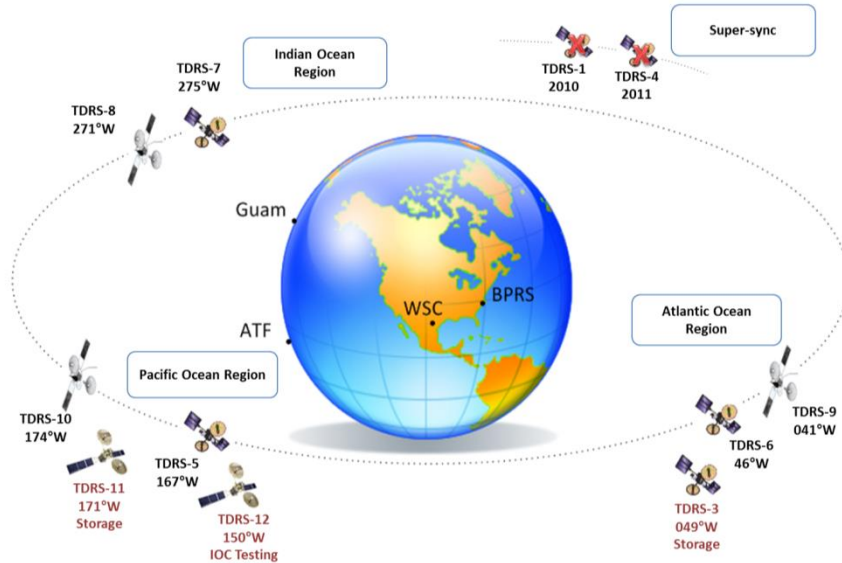 Indian Ocean
Region
Super-sync
TDRS-1
2010
TDRS-4
2011
TDRS-7
275°W
TDRS-8
271°W
Guam
ATF
WSC
BPRS
Atlantic Ocean
Region
Pacific Ocean Region
TDRS-10
174°W
TDRS-11
171°W
Storage
TDRS-5
167°W
TDRS-12
150°W
IOC Testing
TDRS-9
041°W
TDRS-6
46°W
TDRS-3
049°W
Storage